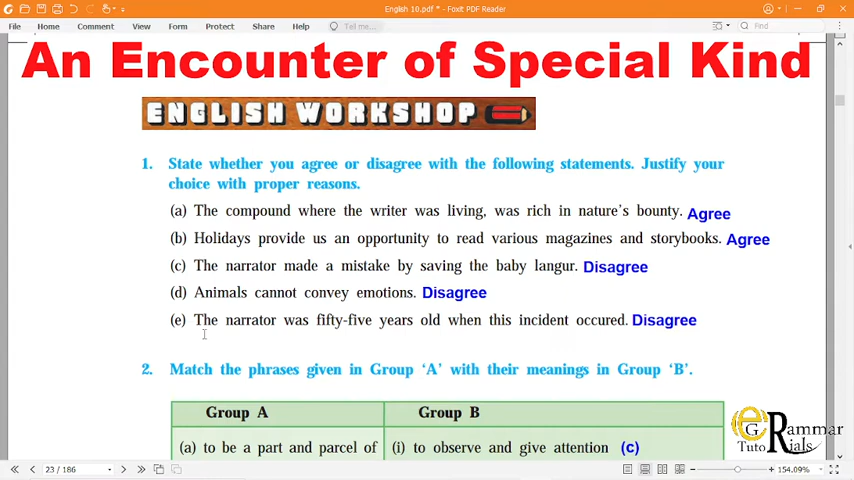 English 10.pdf * - Foxit PDF Reader
File Home Comment View Form Protect Share Help Tell me... Find
An Encounter of Special Kind
ENGLISH WORKSHOP
1. State whether you agree or disagree with the following statements. Justify your
choice with proper reasons.
(a) The compound where the writer was living, was rich in nature's bounty. Agree
(b) Holidays provide us an opportunity to read various magazines and storybooks. Agree
(c) The narrator made a mistake by saving the baby langur. Disagree
(d) Animals cannot convey emotions. Disagree
(e) The narrator was fifty-five years old when this incident occured. Disagree
2. Match the phrases given in Group 'A' with their meanings in Group 'B'.
Group A Group B
(a) to be a part and parcel of (i) to observe and give attention (c)
eGRammar
TutoRials
23 / 186 154.09%